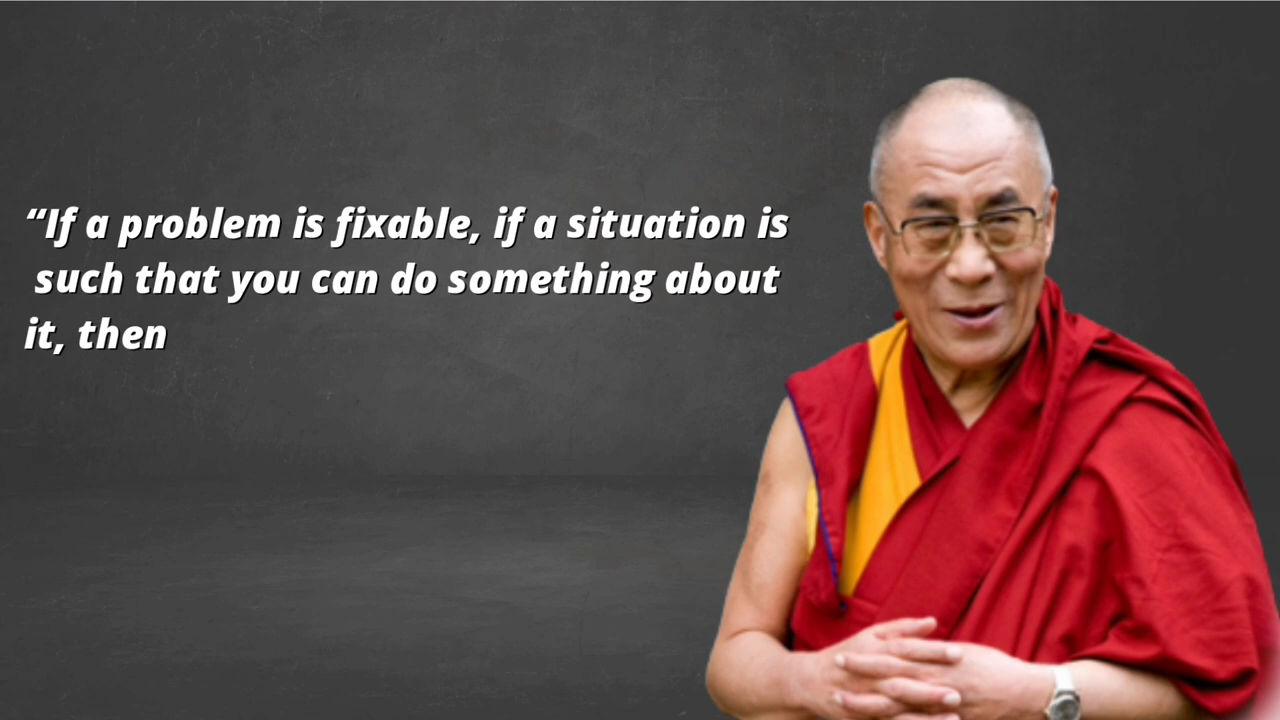 “If a problem is fixable, if a situation is
such that you can do something about
it, then